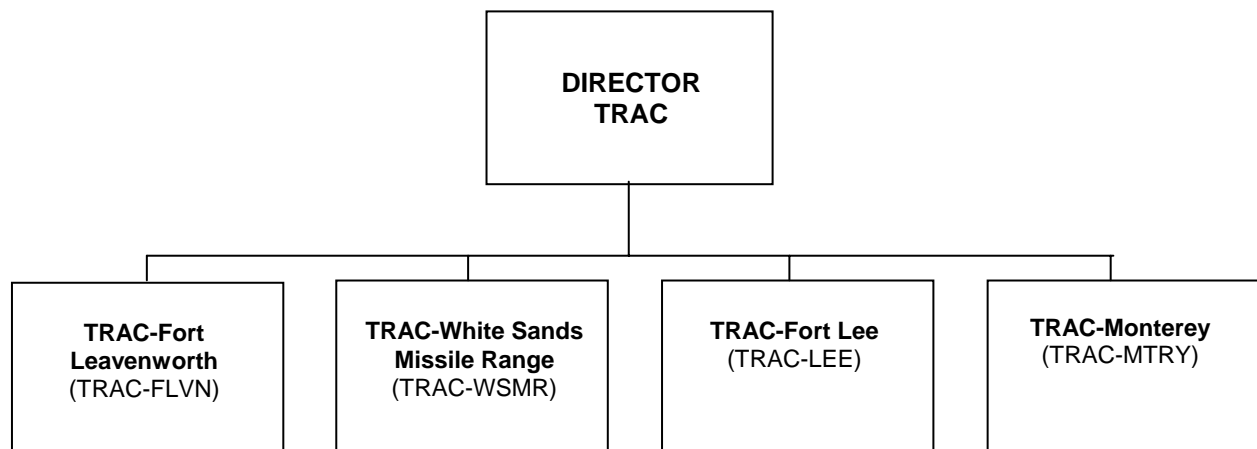 DIRECTOR
TRAC
TRAC-Fort
Leavenworth
(TRAC-FLVN)
TRAC-White Sands
Missile Range
(TRAC-WSMR)
TRAC-Fort Lee
(TRAC-LEE)
TRAC-Monterey
(TRAC-MTRY)